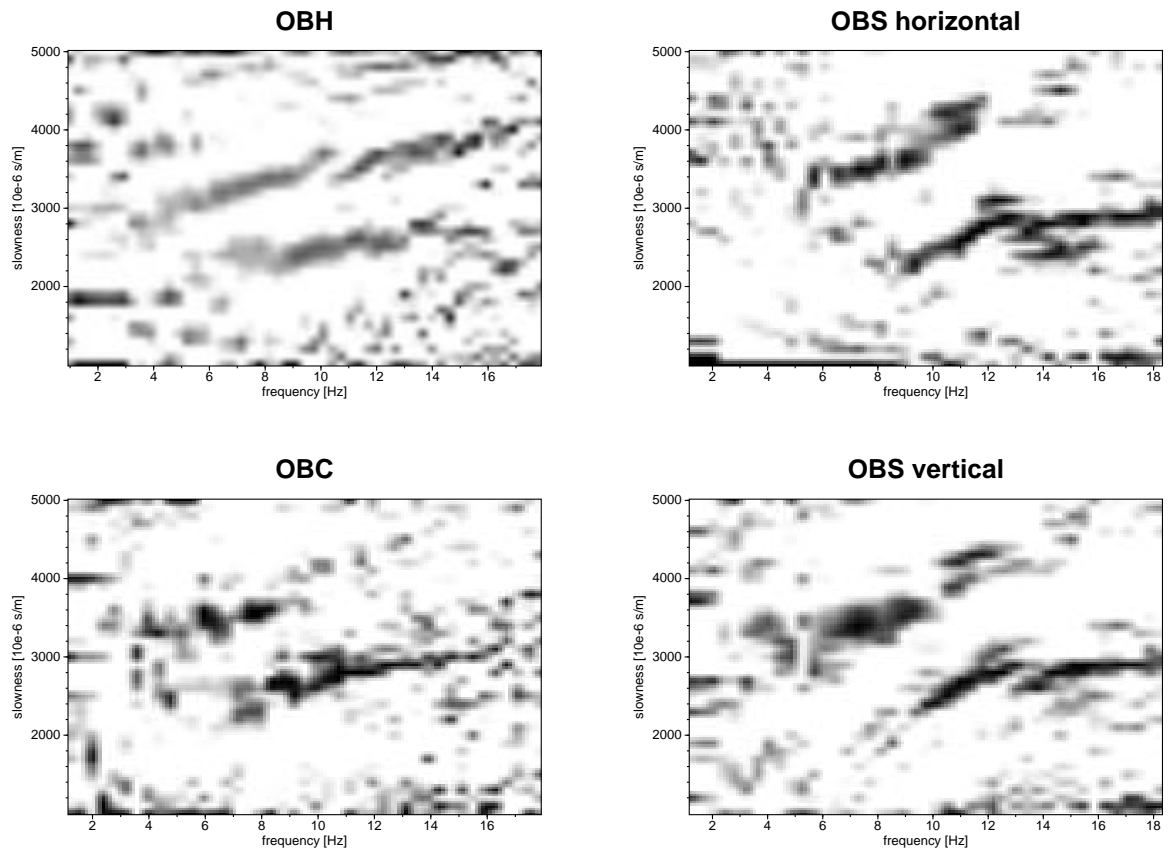 OBH
5000
4000
3000
2000
slowness [10e-6 s/m]
2 4 6 8 10 12 14 16
frequency [Hz]
OBS horizontal
5000
4000
3000
2000
slowness [10e-6 s/m]
2 4 6 8 10 12 14 16 18
frequency [Hz]
OBC
5000
4000
3000
2000
slowness [10e-6 s/m]
2 4 6 8 10 12 14 16
frequency [Hz]
OBS vertical
5000
4000
3000
2000
slowness [10e-6 s/m]
2 4 6 8 10 12 14 16 18
frequency [Hz]